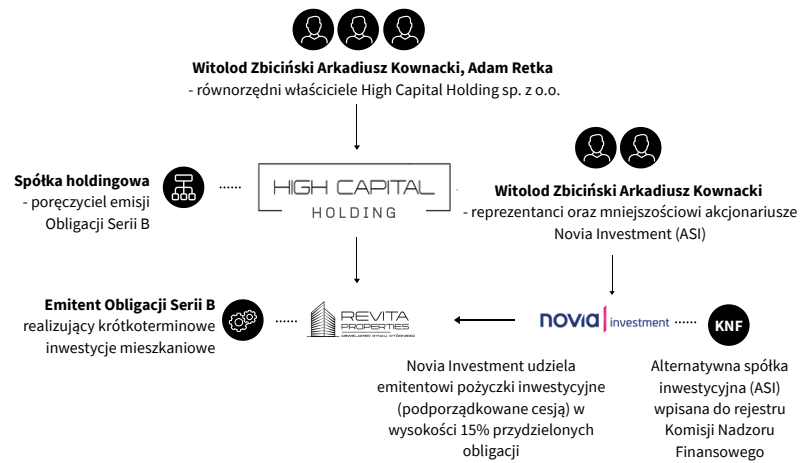 Witolod Zbiciński Arkadiusz Kownacki, Adam Retka
- równorzędni właściciele High Capital Holding sp. z o.o.
Spółka holdingowa
- poręczyciel emisji
Obligacji Serii B
HIGH CAPITAL
HOLDING
Witolod Zbiciński Arkadiusz Kownacki
- reprezentanci oraz mniejszościowi akcjonariusze
Novia Investment (ASI)
Emitent Obligacji Serii B
realizujący krótkoterminowe
inwestycje mieszkaniowe
REVITA
PROPERTIES
DEVELOPER RYNKU WTÓRNEGO
novia investment
KNF
Novia Investment udziela
emitentowi pożyczki inwestycyjne
(podporządkowane cesją) w
wysokości 15% przydzielonych
obligacji
Alternatywna spółka
inwestycyjna (ASI)
wpisana do rejestru
Komisji Nadzoru
Finansowego